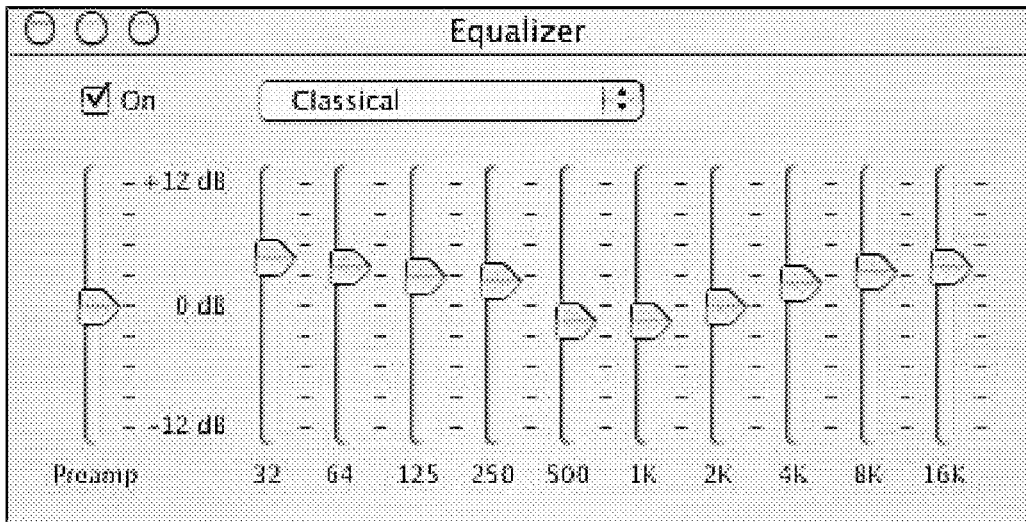 Equalizer
On
Classical
+12 dB
0 dB
-12 dB
Preamp 32 64 125 250 500 1K 2K 4K 8K 16K